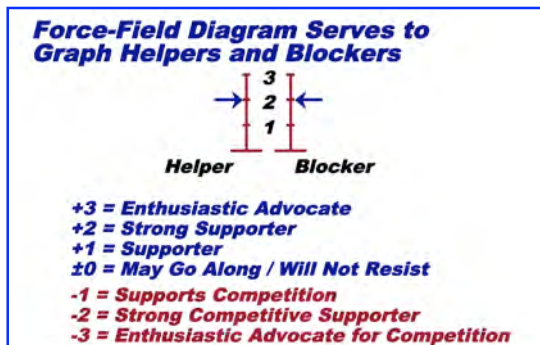 Force-Field Diagram Serves to
Graph Helpers and Blockers
3
2
1
Helper Blocker
+3 = Enthusiastic Advocate
+2 = Strong Supporter
+1 = Supporter
±0 = May Go Along / Will Not Resist
-1 = Supports Competition
-2 = Strong Competitive Supporter
-3 = Enthusiastic Advocate for Competition